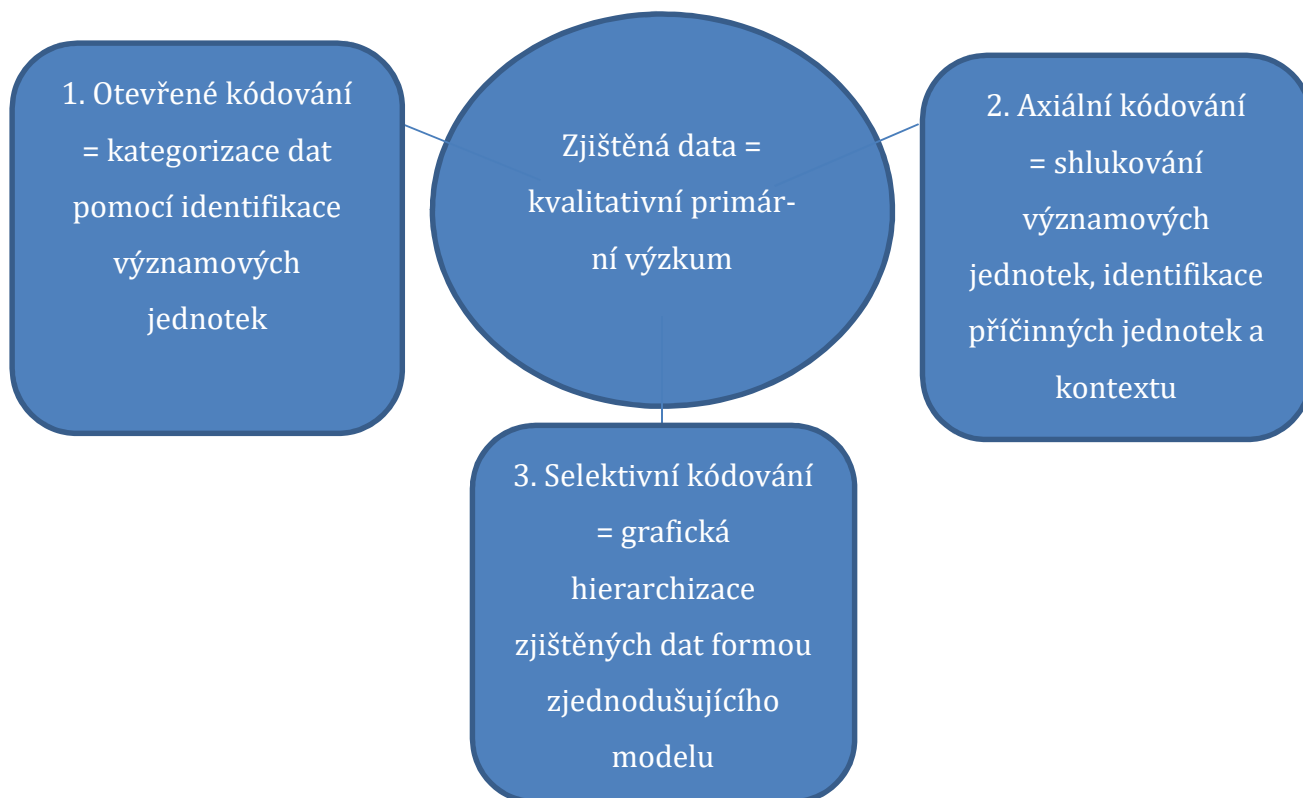 1. Otevřené kódování
= kategorizace dat
pomocí identifikace
významových
jednotek
Zjištěná data =
kvalitativní primár-
ní výzkum
2. Axiální kódování
= shlukování
významových
jednotek, identifikace
příčinných jednotek a
kontextu
3. Selektivní kódování
= grafická
hierarchizace
zjištěných dat formou
zjednodušujícího
modelu